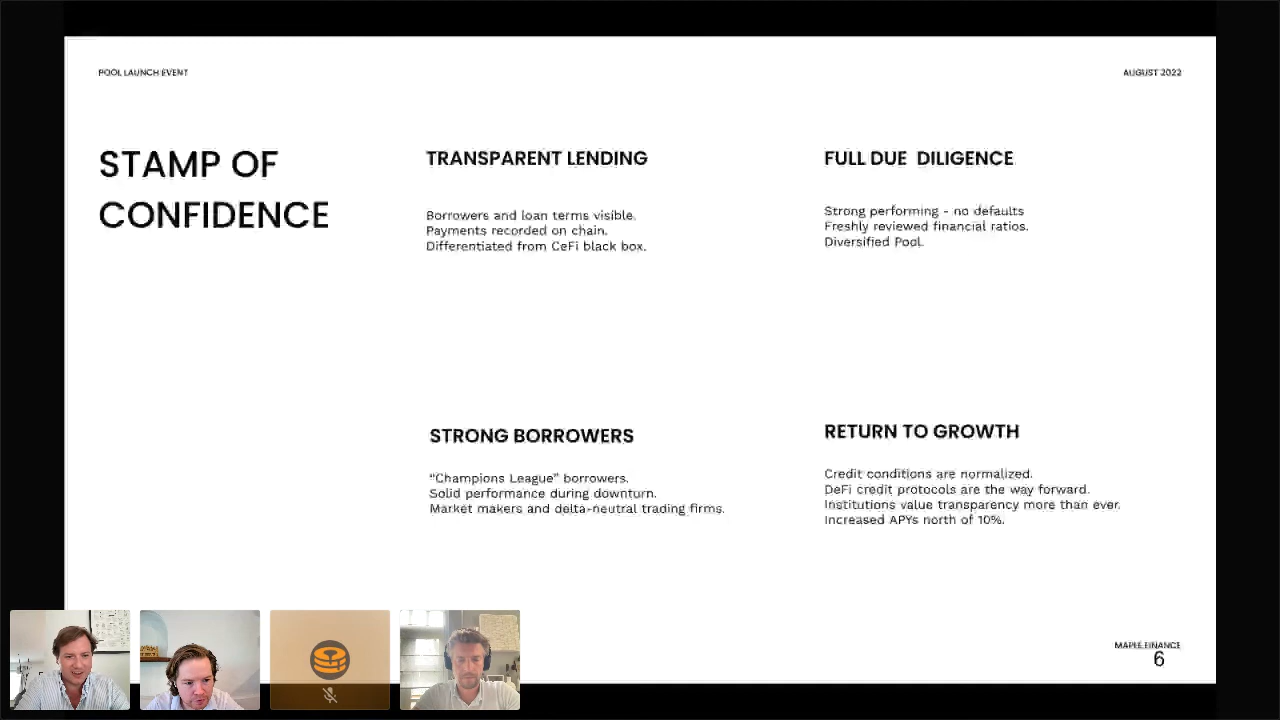 POOL LAUNCH EVENT
AUGUST 2022
STAMP OF
CONFIDENCE
TRANSPARENT LENDING
Borrowers and loan terms visible.
Payments recorded on chain.
Differentiated from CeFi black box.
FULL DUE DILIGENCE
Strong performing - no defaults
Freshly reviewed financial ratios.
Diversified Pool.
STRONG BORROWERS
“Champions League” borrowers.
Solid performance during downturn.
Market makers and delta-neutral trading firms.
RETURN TO GROWTH
Credit conditions are normalized.
DeFi credit protocols are the way forward.
Institutions value transparency more than ever.
Increased APYs north of 10%.
MAPLE FINANCE
6